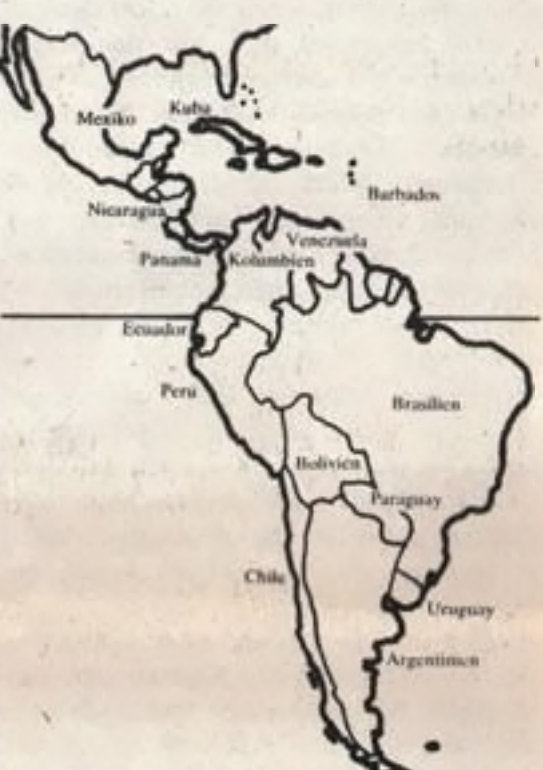 Mexiko
Kuba
Barbados
Nicaragua
Venezuela
Panama
Kolumbien
Ecuador
Peru
Brasilien
Bolivien
Paraguay
Chile
Uruguay
Argentinien